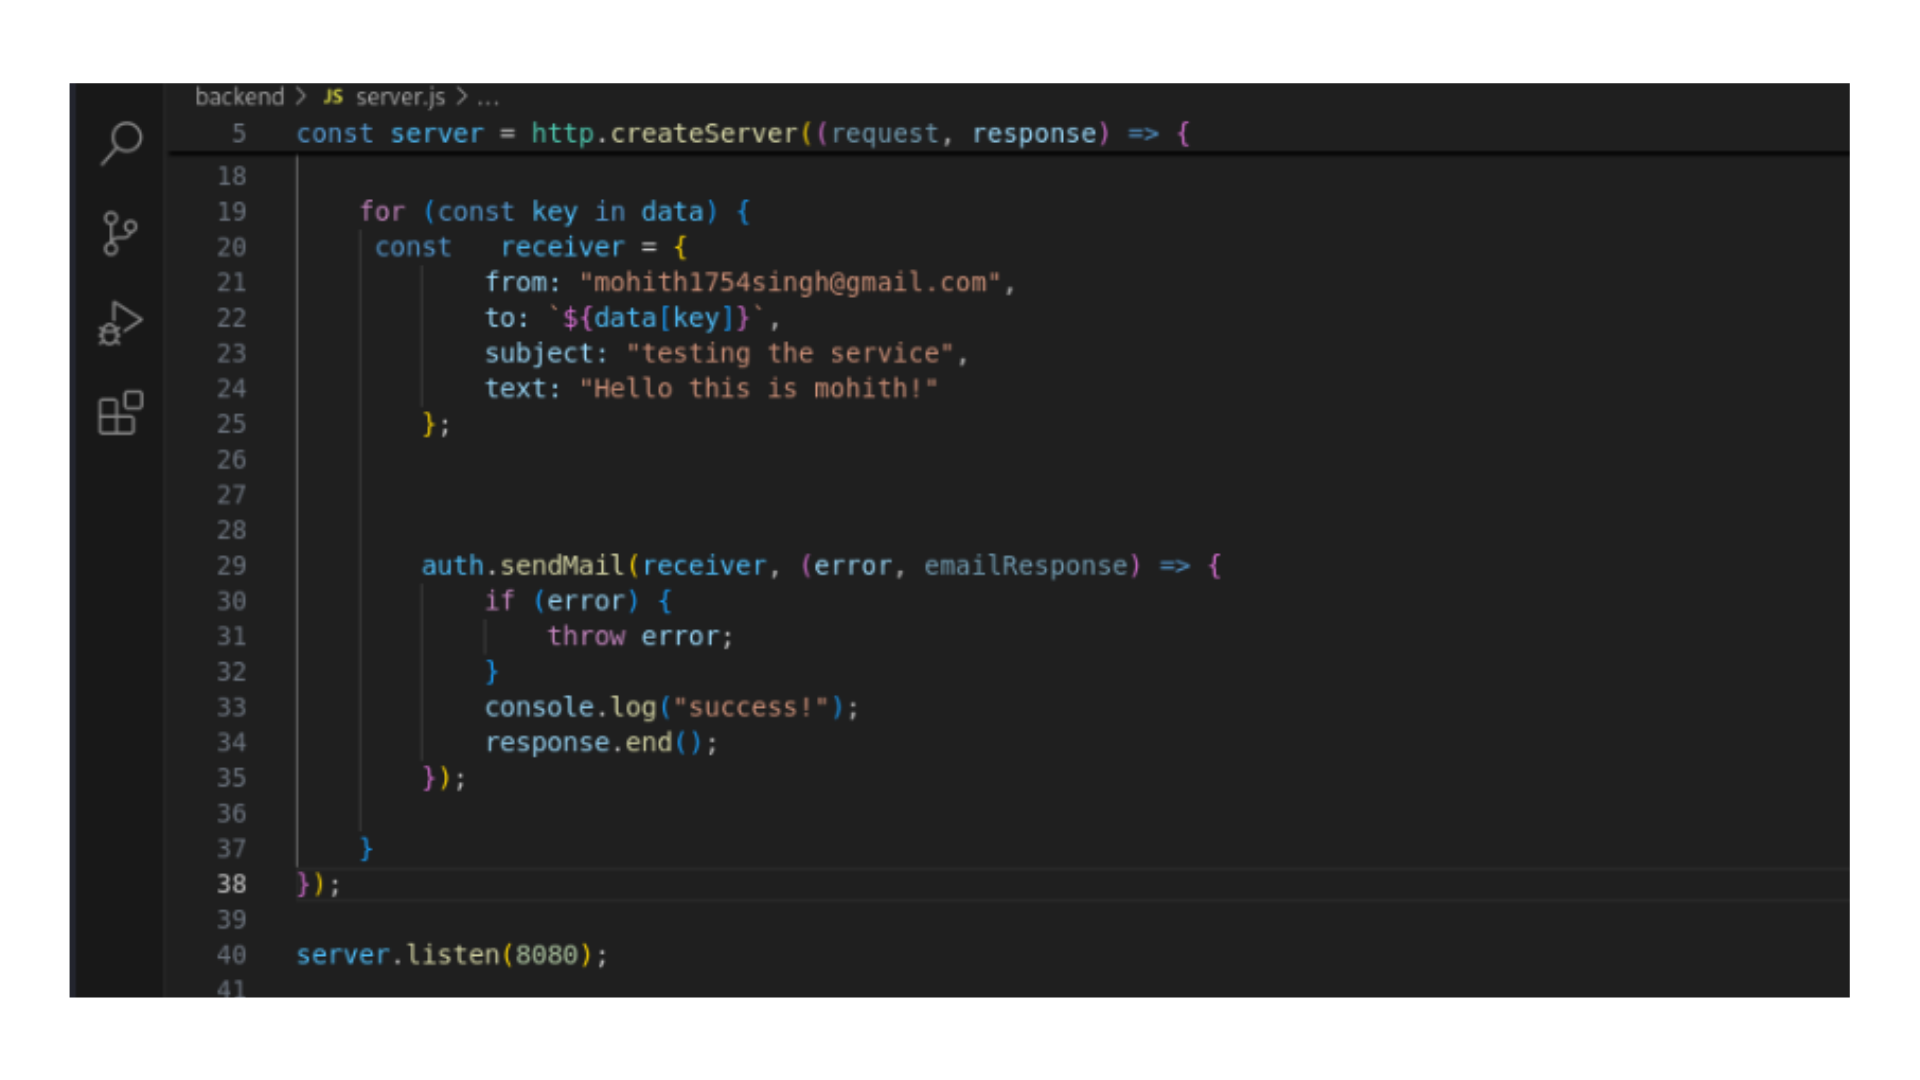 backend > JS server.js > ...
5 const server = http.createServer((request, response) => {
18
19 for (const key in data) {
20 const receiver = {
21 from: "mohith1754singh@gmail.com",
22 to: `${data[key]}`,
23 subject: "testing the service",
24 text: "Hello this is mohith!"
25 };
26
27
28
29 auth.sendMail(receiver, (error, emailResponse) => {
30 if (error) {
31 throw error;
32 }
33 console.log("success!");
34 response.end();
35 });
36
37 }
38 });
39
40 server.listen(8080);
41